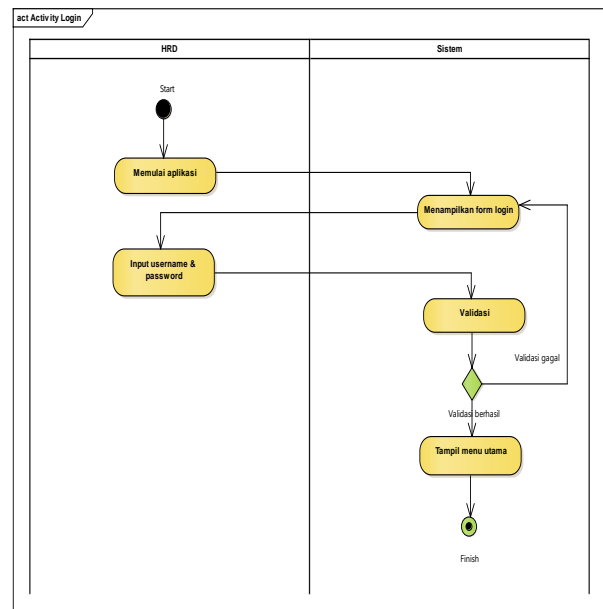 act Activity Login
HRD
Sistem
Start
Memulai aplikasi
Menampilkan form login
Input username &
password
Validasi
Validasi gagal
Validasi berhasil
Tampil menu utama
Finish